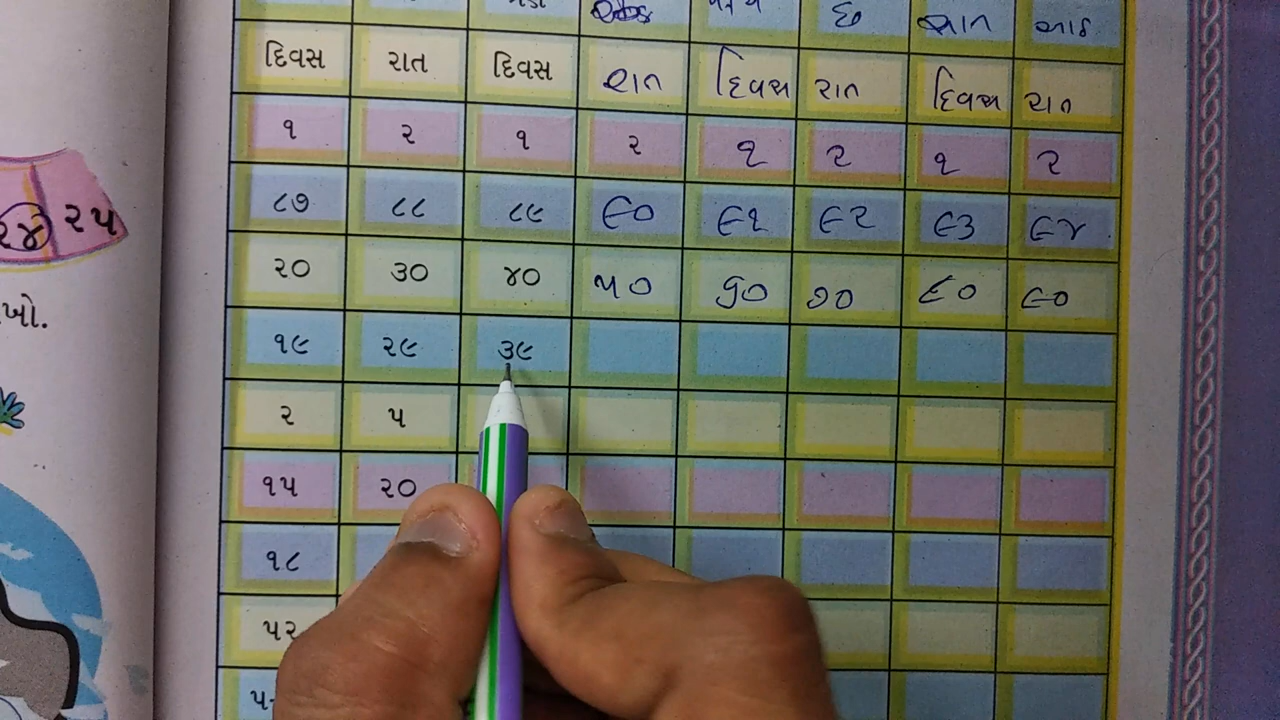 છ સાત આઠ
દિવસ રાત દિવસ રાત દિવસ રાત દિવસ રાત
૧ ૨ ૧ ૨ ૧ ૨ ૧ ૨
૮૭ ૮૮ ૮૯ ૯૦ ૯૧ ૯૨ ૯૩ ૯૪
૨૪ ૨૫
૨૦ ૩૦ ૪૦ ૫૦ ૬૦ ૭૦ ૮૦ ૯૦
ખો.
૧૯ ૨૯ ૩૯
૨ ૫
૧૫ ૨૦
૧૮
૫૨